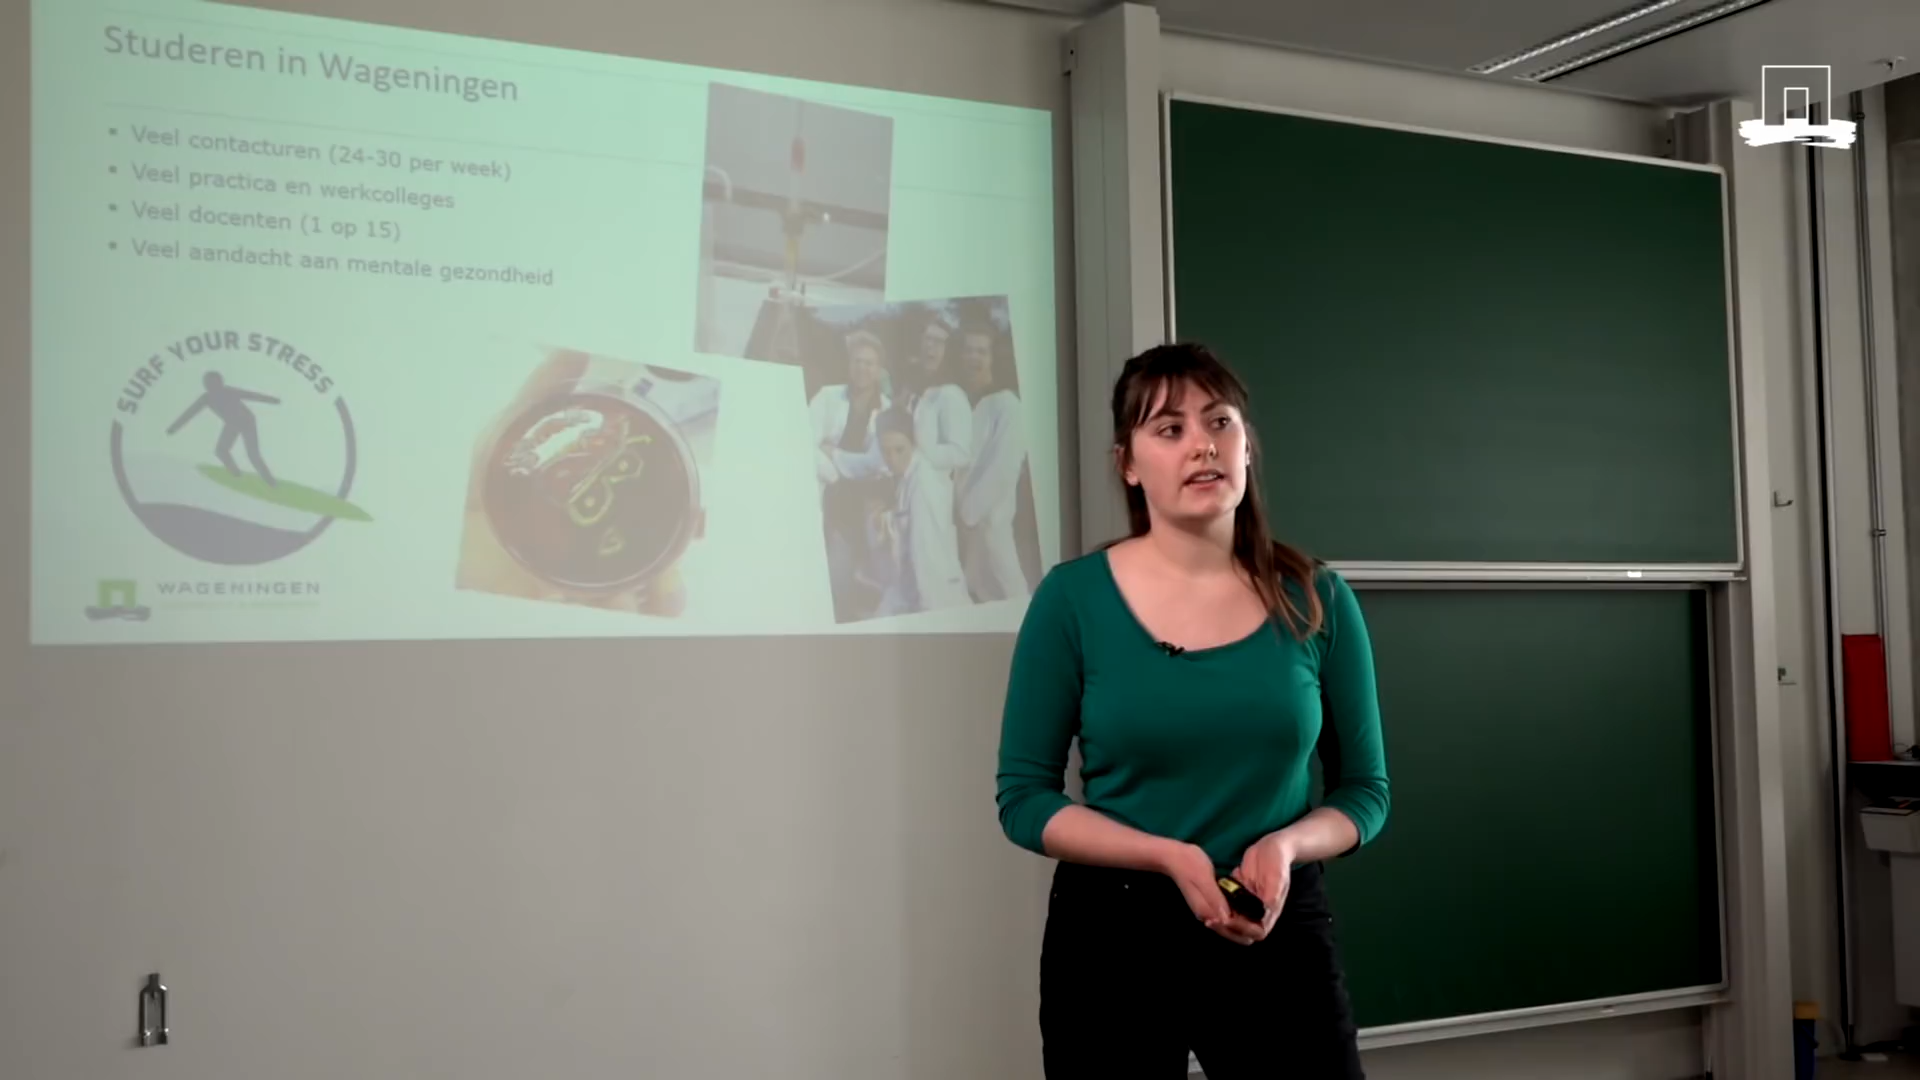 Studeren in Wageningen
▪ Veel contacturen (24-30 per week)
▪ Veel practica en werkcolleges
▪ Veel docenten (1 op 15)
▪ Veel aandacht aan mentale gezondheid
SURF YOUR STRESS
WAGENINGEN